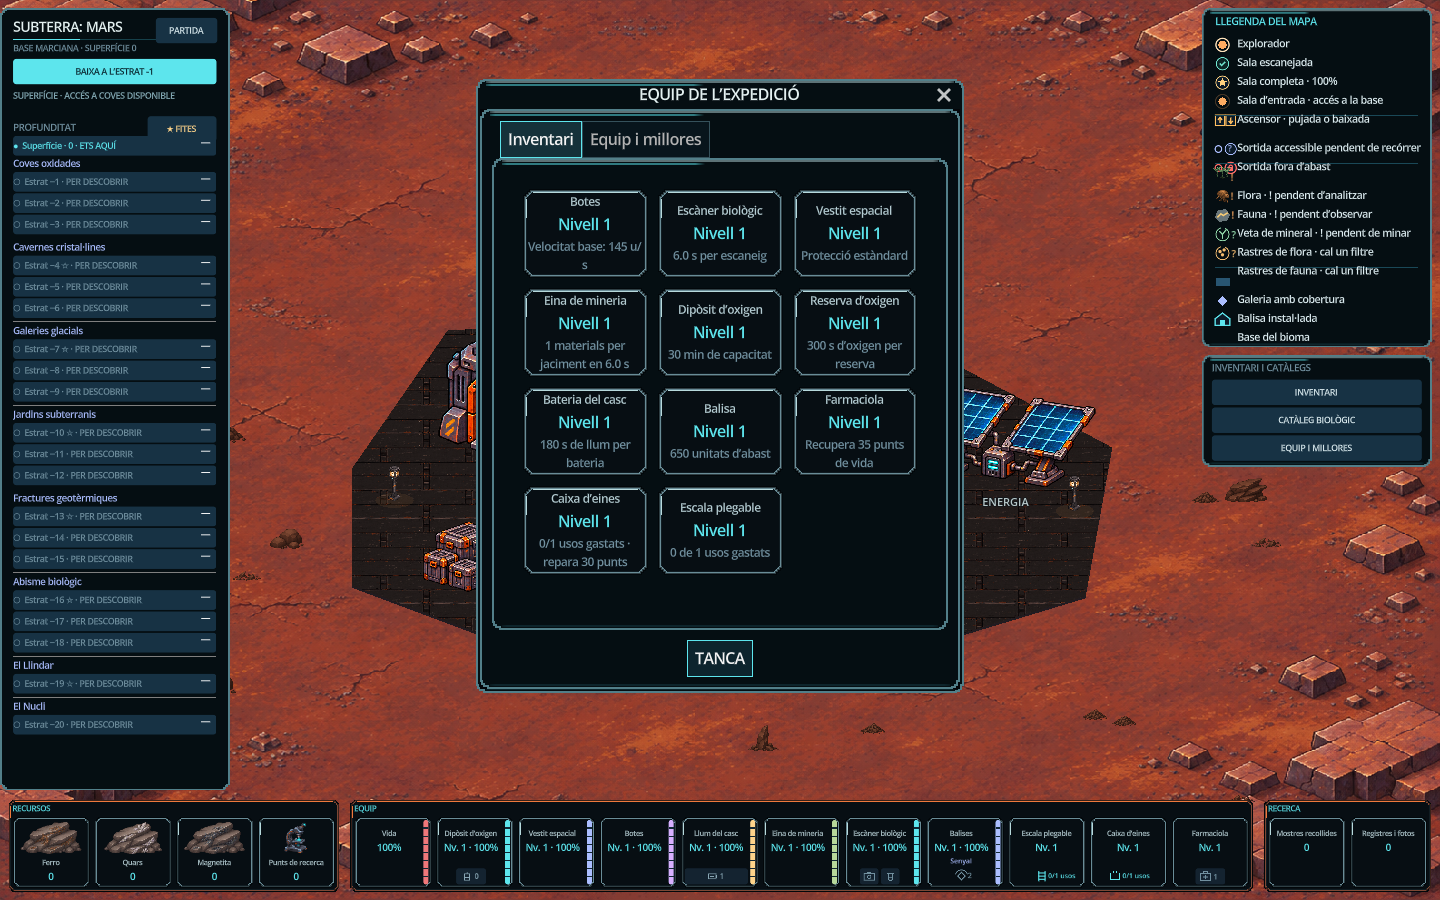 SUBTERRA: MARS
PARTIDA
BASE MARCIANA · SUPERFÍCIE 0
BAIXA A L'ESTRAT -1
SUPERFÍCIE · ACCÉS A COVES DISPONIBLE
PROFUNDITAT
★ FITES
Superfície · 0 · ETS AQUÍ
Coves oxidades
Estrat −1 · PER DESCOBRIR
Estrat −2 · PER DESCOBRIR
Estrat −3 · PER DESCOBRIR
Cavernes cristal·lines
Estrat −4 ☆ · PER DESCOBRIR
Estrat −5 · PER DESCOBRIR
Estrat −6 · PER DESCOBRIR
Galeries glacials
Estrat −7 ☆ · PER DESCOBRIR
Estrat −8 · PER DESCOBRIR
Estrat −9 · PER DESCOBRIR
Jardins subterranis
Estrat −10 ☆ · PER DESCOBRIR
Estrat −11 · PER DESCOBRIR
Estrat −12 · PER DESCOBRIR
Fractures geotèrmiques
Estrat −13 ☆ · PER DESCOBRIR
Estrat −14 · PER DESCOBRIR
Estrat −15 · PER DESCOBRIR
Abisme biològic
Estrat −16 ☆ · PER DESCOBRIR
Estrat −17 · PER DESCOBRIR
Estrat −18 · PER DESCOBRIR
El Llindar
Estrat −19 ☆ · PER DESCOBRIR
El Nucli
Estrat −20 · PER DESCOBRIR
EQUIP DE L'EXPEDICIÓ
Inventari
Equip i millores
Botes
Nivell 1
Velocitat base: 145 u/
s
Escàner biològic
Nivell 1
6.0 s per escaneig
Vestit espacial
Nivell 1
Protecció estàndard
Eina de mineria
Nivell 1
1 materials per
jaciment en 6.0 s
Dipòsit d'oxigen
Nivell 1
30 min de capacitat
Reserva d'oxigen
Nivell 1
300 s d'oxigen per
reserva
Bateria del casc
Nivell 1
180 s de llum per
bateria
Balisa
Nivell 1
650 unitats d'abast
Farmaciola
Nivell 1
Recupera 35 punts
de vida
Caixa d'eines
Nivell 1
0/1 usos gastats ·
repara 30 punts
Escala plegable
Nivell 1
0 de 1 usos gastats
TANCA
ENERGIA
LLEGENDA DEL MAPA
Explorador
Sala escanejada
Sala completa · 100%
Sala d'entrada · accés a la base
Ascensor · pujada o baixada
Sortida accessible pendent de recórrer
Sortida fora d'abast
Flora · ! pendent d'analitzar
Fauna · ! pendent d'observar
Veta de mineral · ! pendent de minar
Rastres de flora · cal un filtre
Rastres de fauna · cal un filtre
Galeria amb cobertura
Balisa instal·lada
Base del bioma
INVENTARI I CATÀLEGS
INVENTARI
CATÀLEG BIOLÒGIC
EQUIP I MILLORES
RECURSOS
Ferro
0
Quars
0
Magnetita
0
Punts de recerca
0
EQUIP
Vida
100%
Dipòsit d'oxigen
Nv. 1 · 100%
0
Vestit espacial
Nv. 1 · 100%
Botes
Nv. 1 · 100%
Llum del casc
Nv. 1 · 100%
1
Eina de mineria
Nv. 1 · 100%
Escàner biològic
Nv. 1 · 100%
Balises
Nv. 1 · 100%
Senyal
2
Escala plegable
Nv. 1
0/1 usos
Caixa d'eines
Nv. 1
0/1 usos
Farmaciola
Nv. 1
1
RECERCA
Mostres recollides
0
Registres i fotos
0